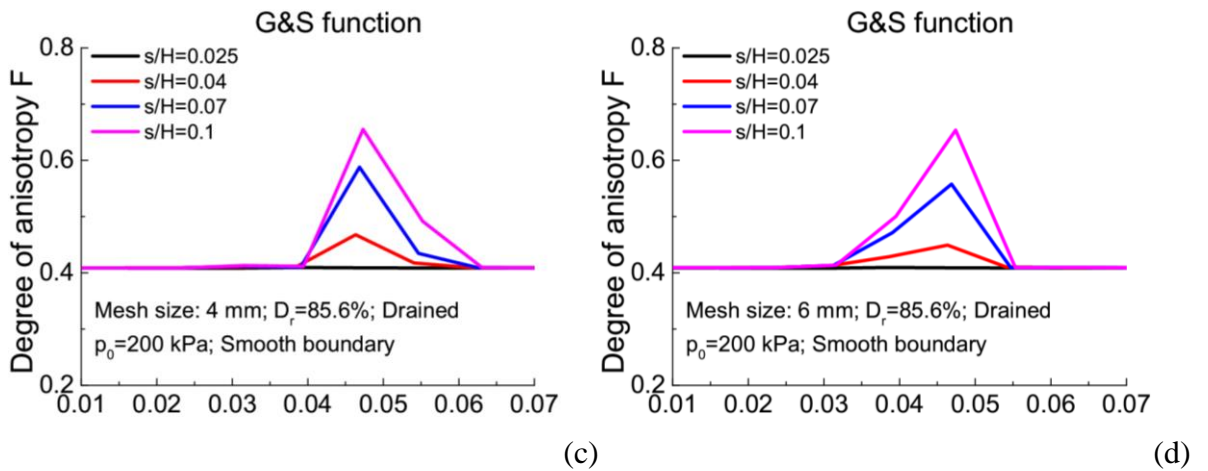 G&S function
Degree of anisotropy F
0.8
0.6
0.4
0.2
s/H=0.025
s/H=0.04
s/H=0.07
s/H=0.1
Mesh size: 4 mm; Dr=85.6%; Drained
p0=200 kPa; Smooth boundary
0.01 0.02 0.03 0.04 0.05 0.06 0.07
(c)
G&S function
Degree of anisotropy F
0.8
0.6
0.4
0.2
s/H=0.025
s/H=0.04
s/H=0.07
s/H=0.1
Mesh size: 6 mm; Dr=85.6%; Drained
p0=200 kPa; Smooth boundary
0.01 0.02 0.03 0.04 0.05 0.06 0.07
(d)